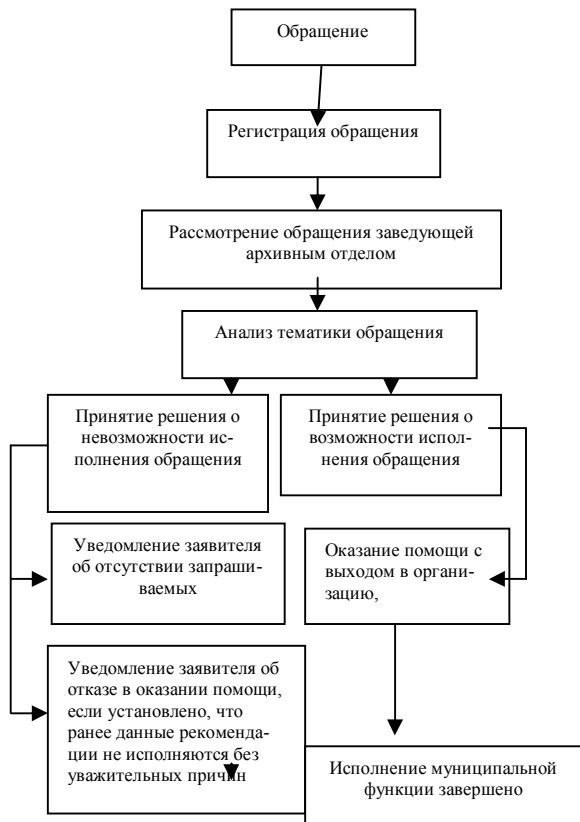 Обращение
Регистрация обращения
Рассмотрение обращения заведующей
архивным отделом
Анализ тематики обращения
Принятие решения о
невозможности ис-
полнения обращения
Принятие решения о
возможности испол-
нения обращения
Уведомление заявителя
об отсутствии запраши-
ваемых
Оказание помощи с
выходом в органи-
зацию,
Уведомление заявителя об
отказе в оказании помощи,
если установлено, что
ранее данные рекоменда-
ции не исполняются без
уважительных причин
Исполнение муниципальной
функции завершено